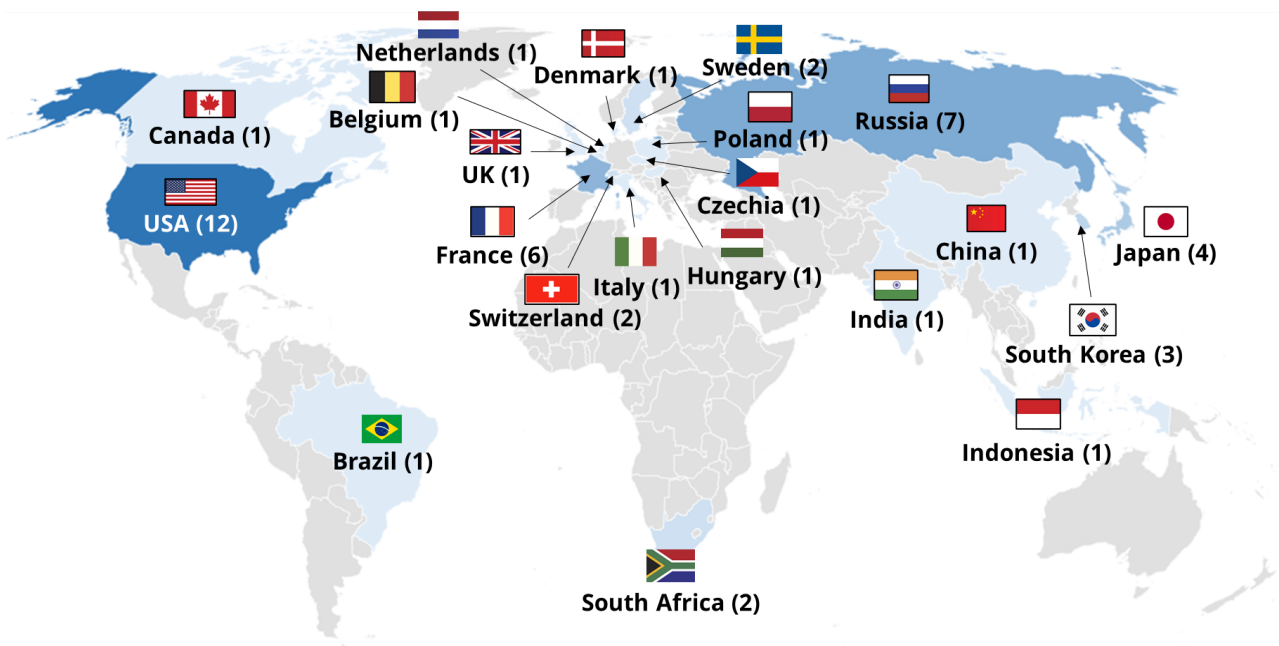 Netherlands (1)
Denmark (1)
Sweden (2)
Belgium (1)
Russia (7)
Canada (1)
Poland (1)
UK (1)
USA (12)
Czechia (1)
France (6)
China (1)
Japan (4)
Italy (1)
Hungary (1)
Switzerland (2)
India (1)
South Korea (3)
Indonesia (1)
Brazil (1)
South Africa (2)